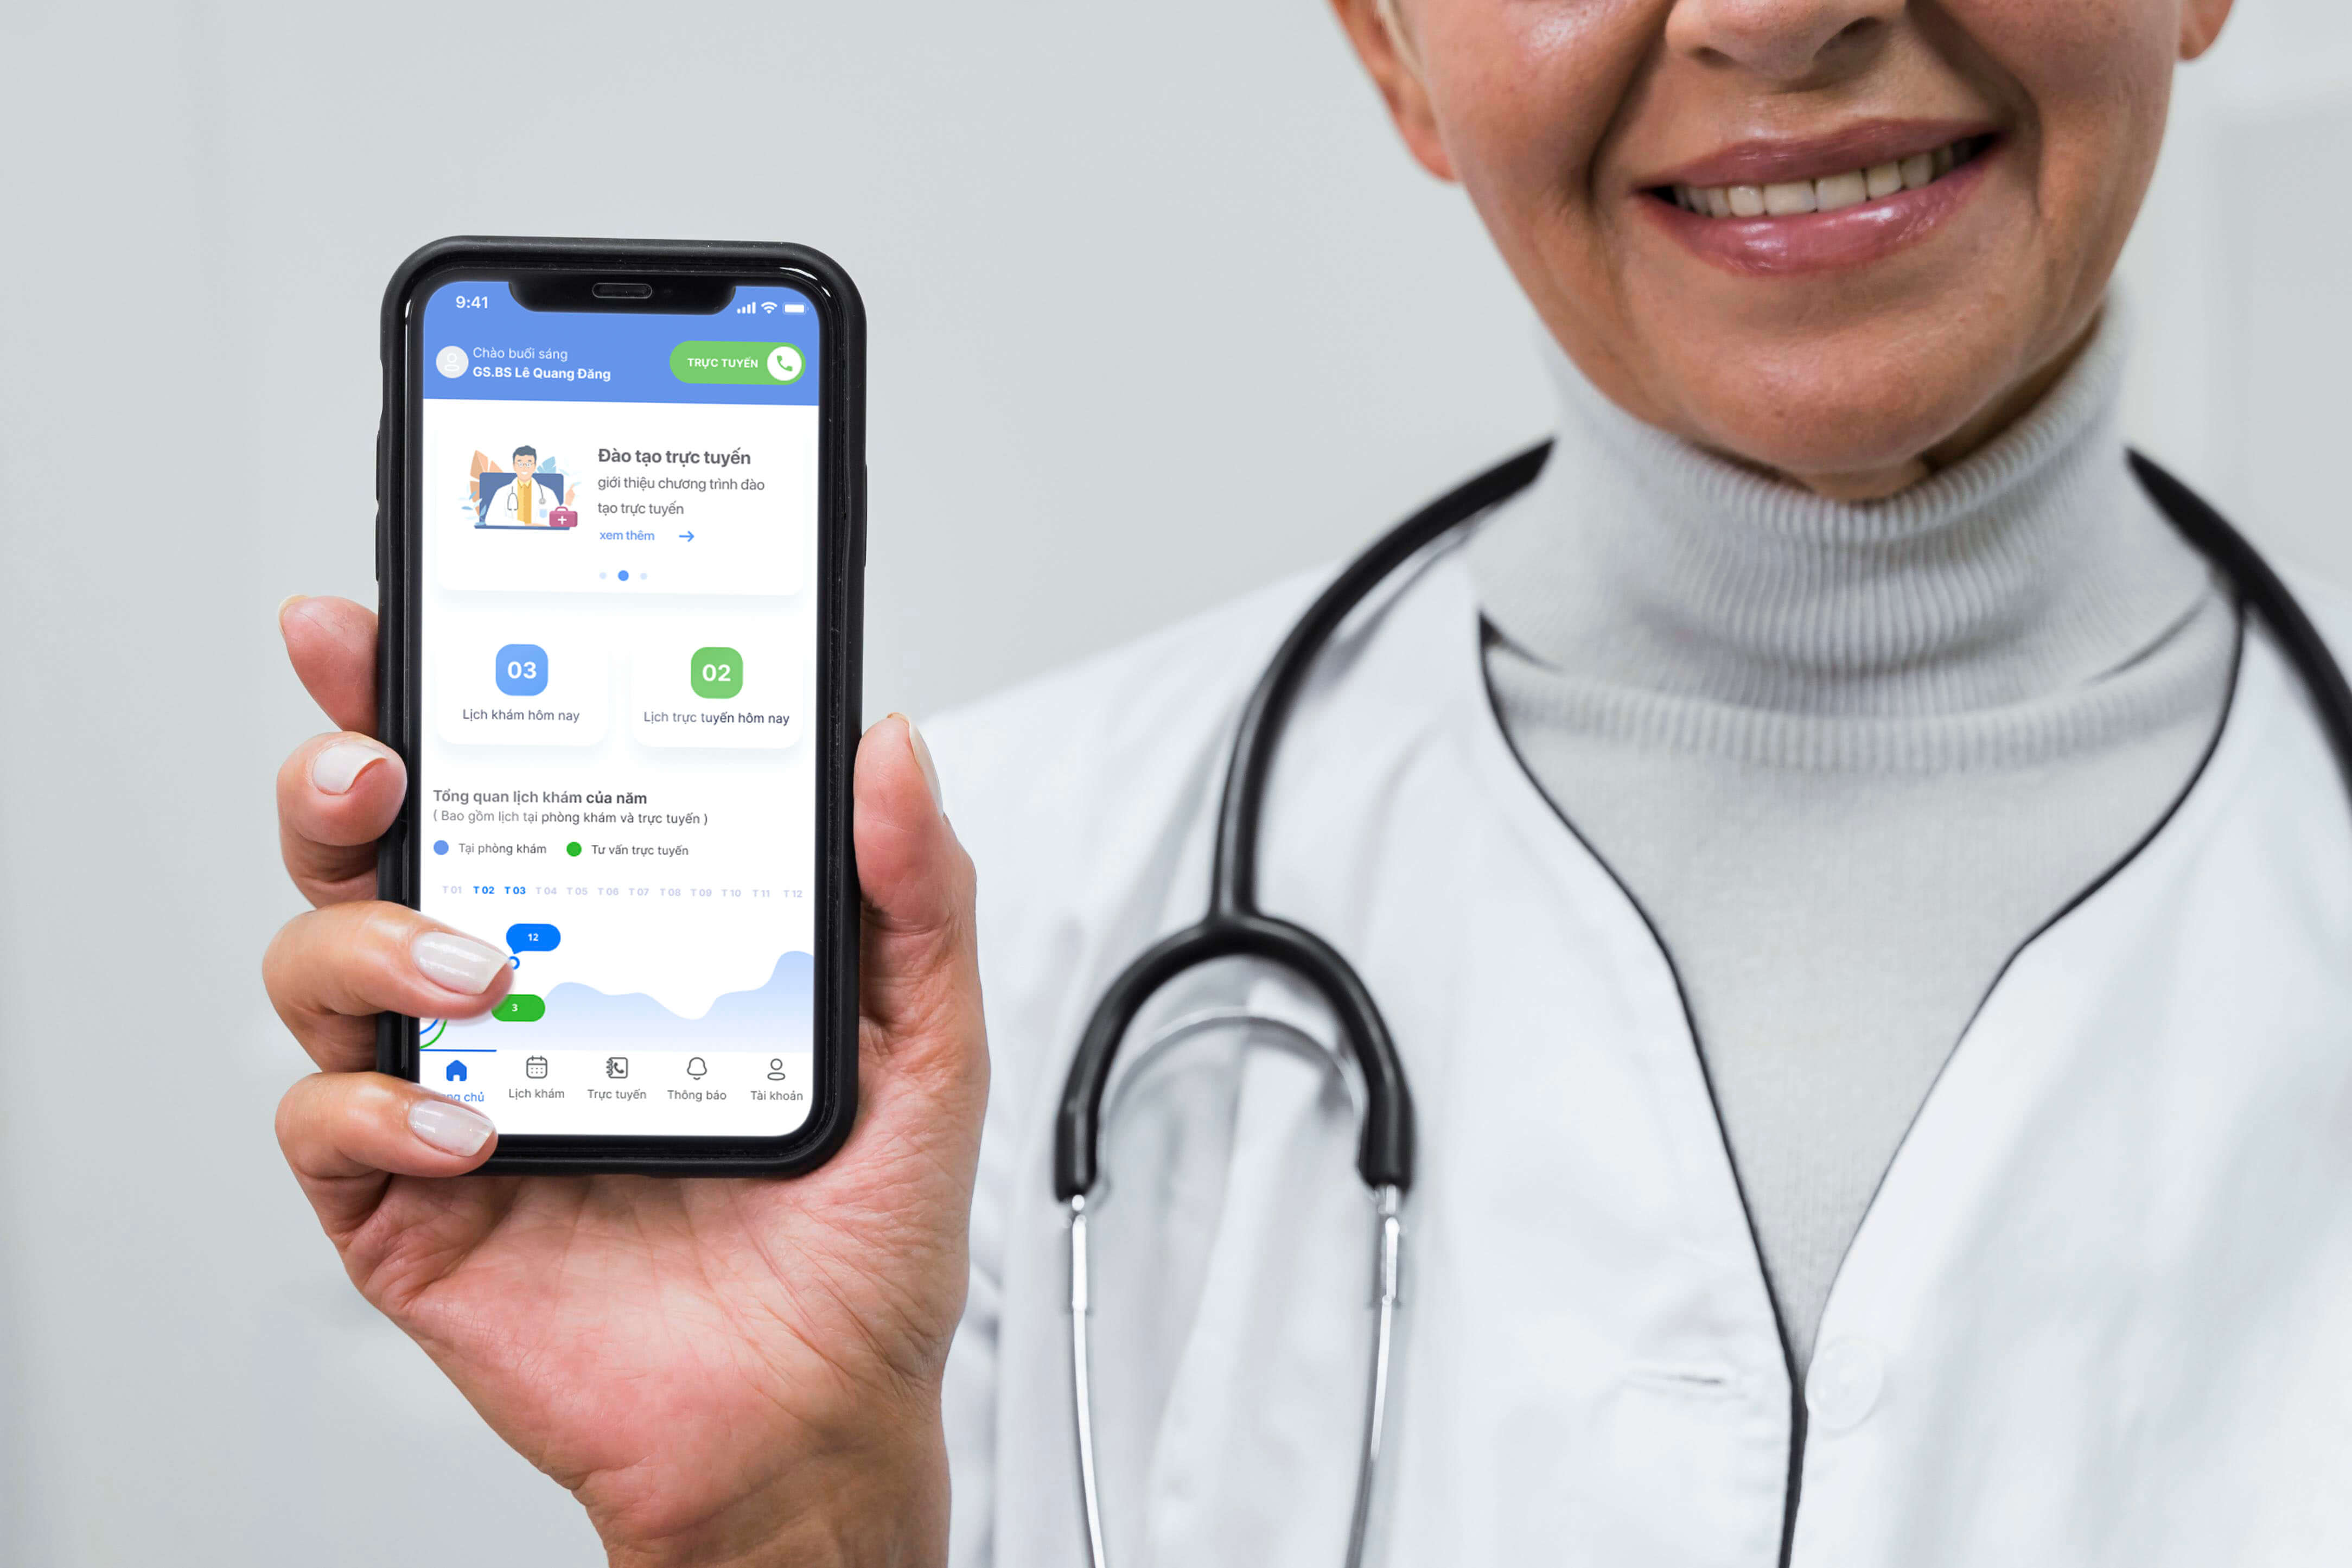 9:41
Chào buổi sáng
GS.BS Lê Quang Đăng
TRỰC TUYẾN
Đào tạo trực tuyến
giới thiệu chương trình đào
tạo trực tuyến
xem thêm
03
02
Lịch khám hôm nay
Lịch trực tuyến hôm nay
Tổng quan lịch khám của năm
( Bao gồm lịch tại phòng khám và trực tuyến )
Tại phòng khám Tư vấn trực tuyến
T 01 T 02 T 03 T 04 T 05 T 06 T 07 T 08 T 09 T 10 T 11 T 12
12
3
chủ Lịch khám Trực tuyến Thông báo Tài khoản